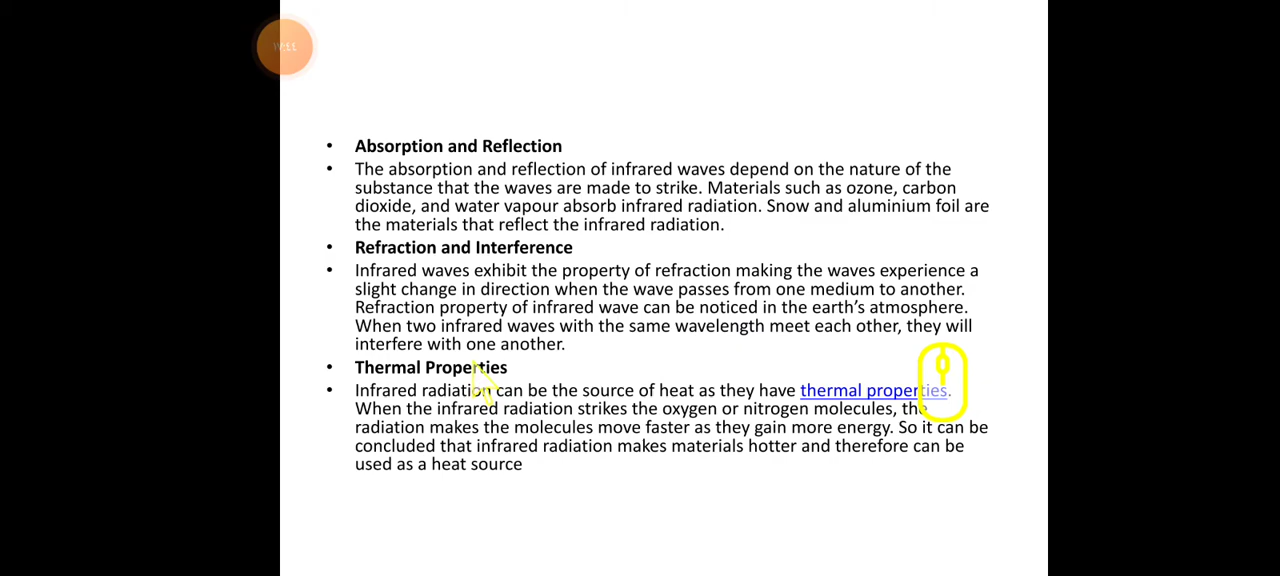 • Absorption and Reflection
• The absorption and reflection of infrared waves depend on the nature of the
substance that the waves are made to strike. Materials such as ozone, carbon
dioxide, and water vapour absorb infrared radiation. Snow and aluminium foil are
the materials that reflect the infrared radiation.
• Refraction and Interference
• Infrared waves exhibit the property of refraction making the waves experience a
slight change in direction when the wave passes from one medium to another.
Refraction property of infrared wave can be noticed in the earth’s atmosphere.
When two infrared waves with the same wavelength meet each other, they will
interfere with one another.
• Thermal Properties
• Infrared radiation can be the source of heat as they have thermal properties.
When the infrared radiation strikes the oxygen or nitrogen molecules, the
radiation makes the molecules move faster as they gain more energy. So it can be
concluded that infrared radiation makes materials hotter and therefore can be
used as a heat source